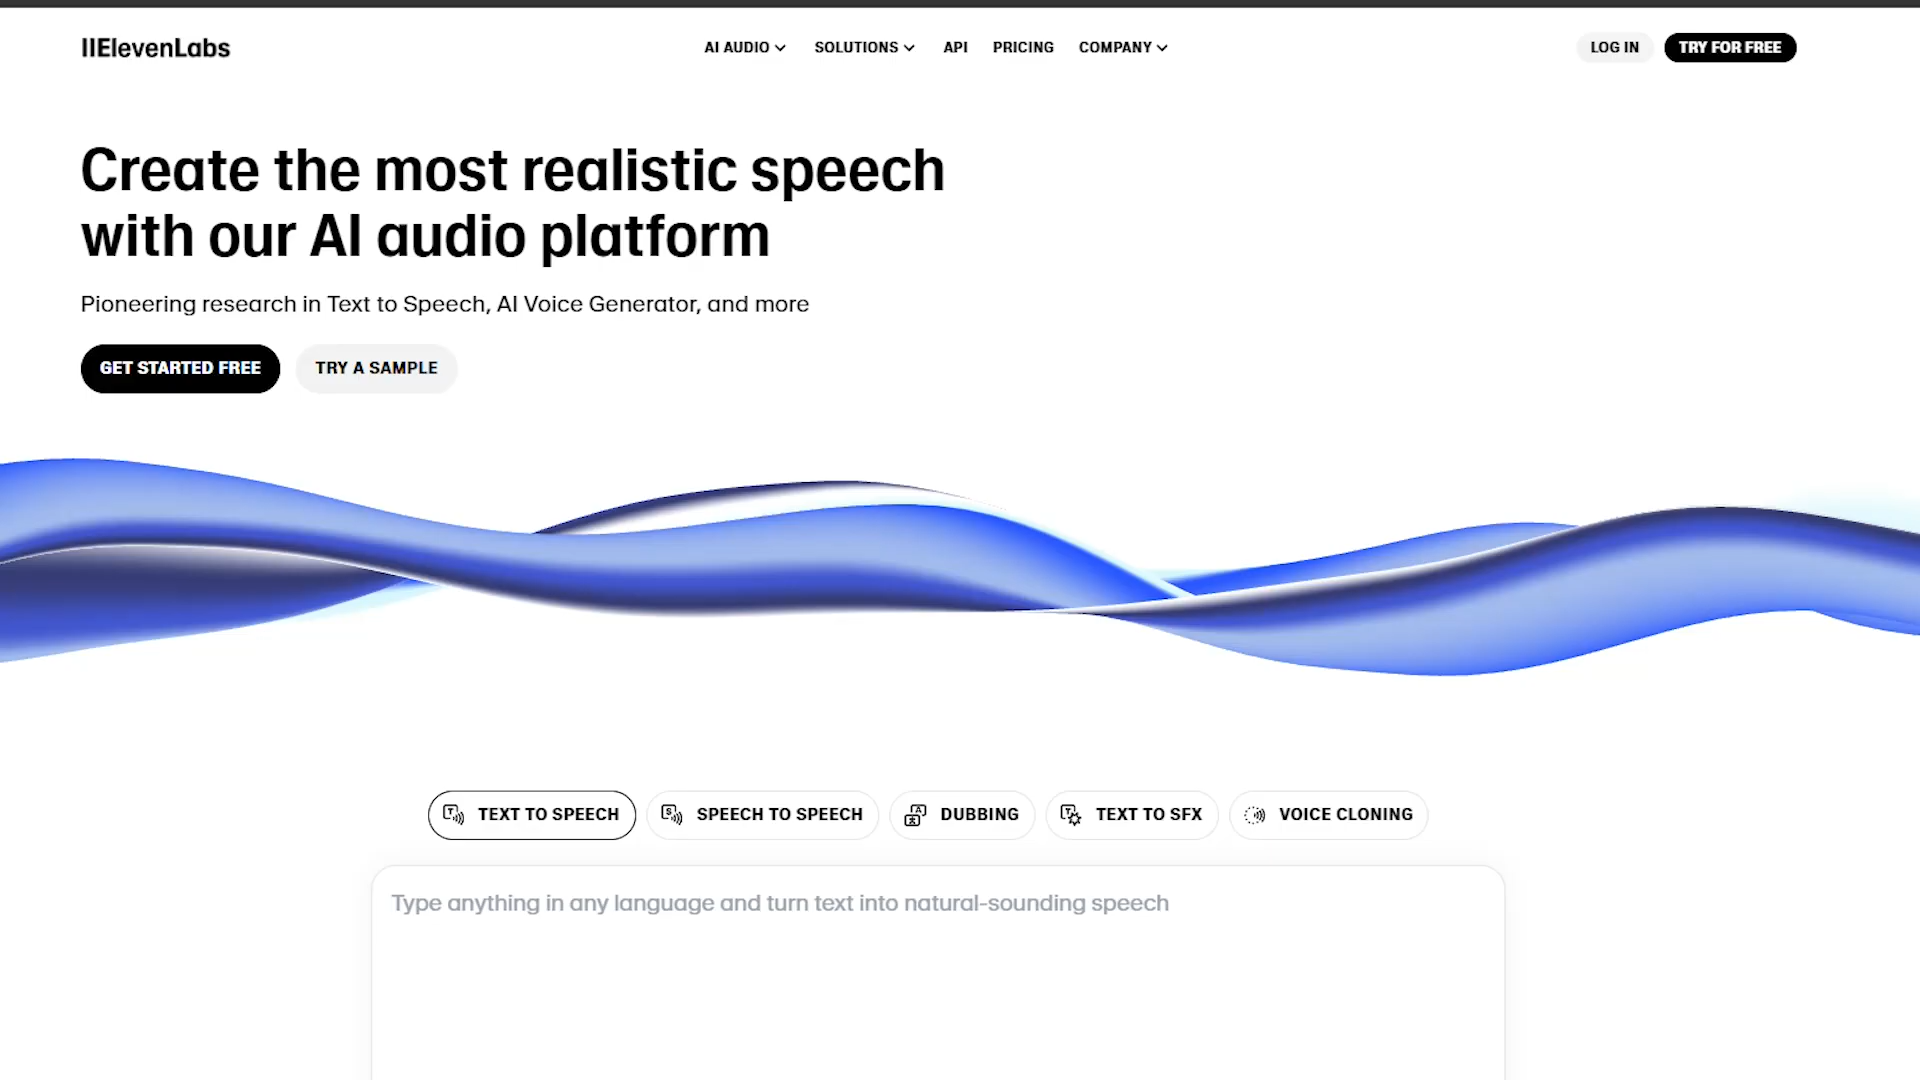 IIElevenLabs
AI AUDIO
SOLUTIONS
API
PRICING
COMPANY
LOG IN
TRY FOR FREE
Create the most realistic speech
with our AI audio platform
Pioneering research in Text to Speech, AI Voice Generator, and more
GET STARTED FREE
TRY A SAMPLE
TEXT TO SPEECH
SPEECH TO SPEECH
DUBBING
TEXT TO SFX
VOICE CLONING
Type anything in any language and turn text into natural-sounding speech